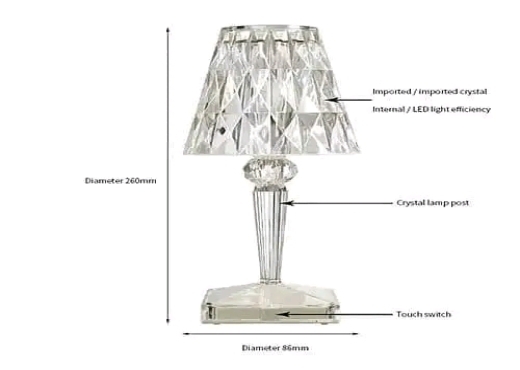 Imported / imported crystal
Internal / LED light efficiency
Diameter 260mm
Crystal lamp post
Touch switch
Diameter 86mm